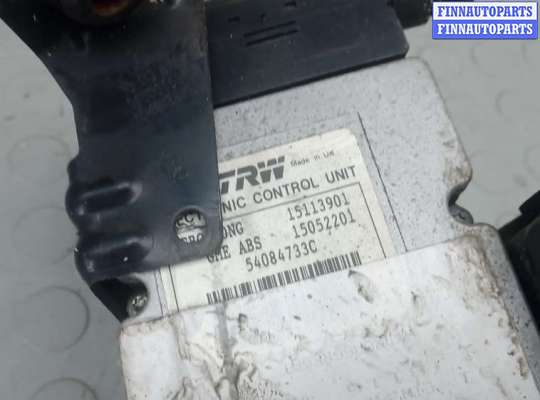 FINNAUTOPARTS
FINNAUTOPARTS
TRW Made in UK
NIC CONTROL UNIT
ONG 15113901
GME ABS 15052201
54084733C